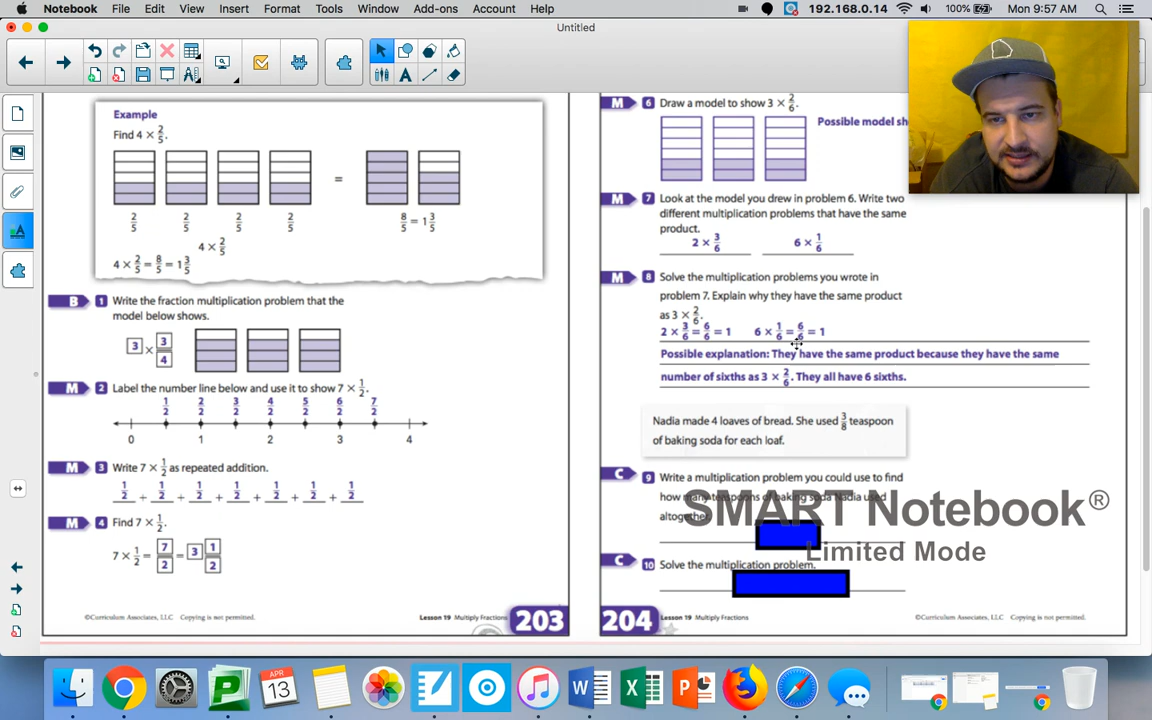 Notebook File Edit View Insert Format Tools Window Add-ons Account Help 192.168.0.14 100% Mon 9:57 AM
Untitled
Example
Find 4 × 2/5.
=
2/5 2/5 2/5 2/5 8/5 = 1 3/5
4 × 2/5
4 × 2/5 = 8/5 = 1 3/5
B 1 Write the fraction multiplication problem that the
model below shows.
3 × 3/4
M 2 Label the number line below and use it to show 7 × 1/2.
1/2 2/2 3/2 4/2 5/2 6/2 7/2
0 1 2 3 4
M 3 Write 7 × 1/2 as repeated addition.
1/2 + 1/2 + 1/2 + 1/2 + 1/2 + 1/2 + 1/2
M 4 Find 7 × 1/2.
7 × 1/2 = 7/2 = 3 1/2
©Curriculum Associates, LLC Copying is not permitted. Lesson 19 Multiply Fractions 203
M 6 Draw a model to show 3 × 2/6.
Possible model sh
M 7 Look at the model you drew in problem 6. Write two
different multiplication problems that have the same
product.
2 × 3/6 6 × 1/6
M 8 Solve the multiplication problems you wrote in
problem 7. Explain why they have the same product
as 3 × 2/6.
2 × 3/6 = 6/6 = 1 6 × 1/6 = 6/6 = 1
Possible explanation: They have the same product because they have the same
number of sixths as 3 × 2/6. They all have 6 sixths.
Nadia made 4 loaves of bread. She used 3/8 teaspoon
of baking soda for each loaf.
C 9 Write a multiplication problem you could use to find
how many teaspoons of baking soda Nadia used
altogether
SMART Notebook®
Limited Mode
C 10 Solve the multiplication problem.
204 Lesson 19 Multiply Fractions ©Curriculum Associates, LLC Copying is not permitted.
APR
13